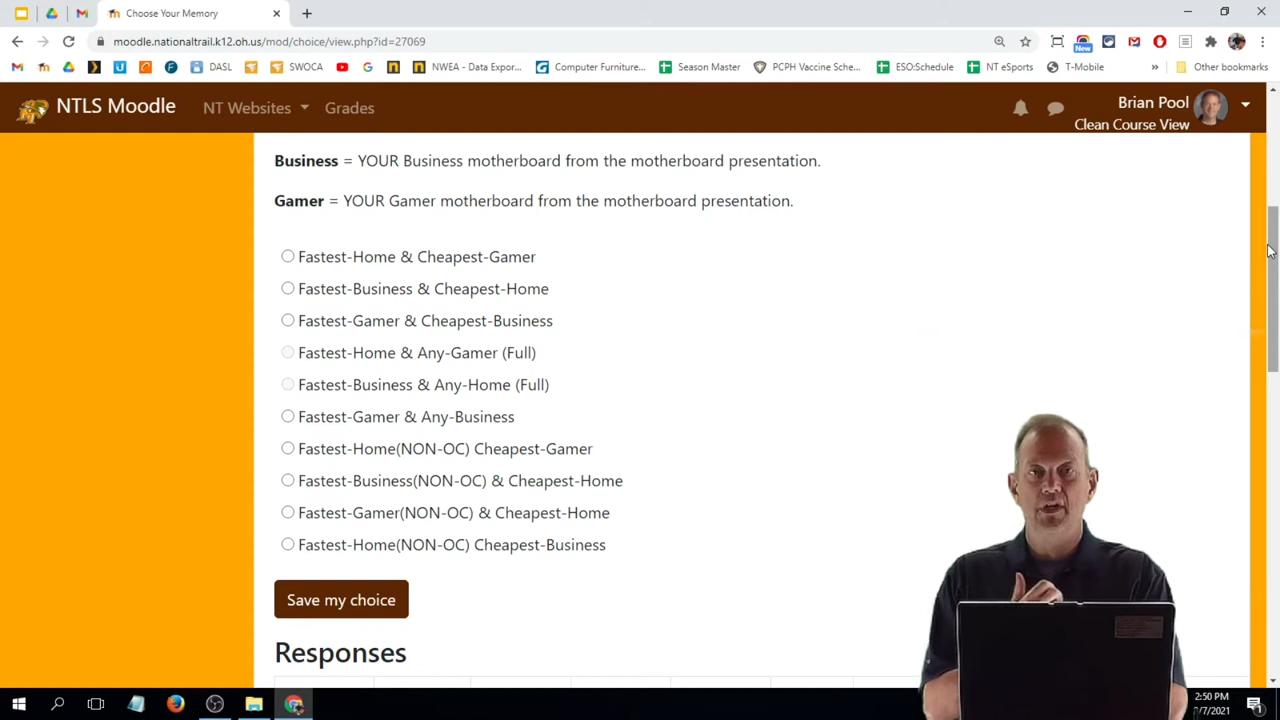 Choose Your Memory
moodle.nationaltrail.k12.oh.us/mod/choice/view.php?id=27069
New
DASL
SWOCA
NWEA - Data Expor...
Computer Furniture...
Season Master
PCPH Vaccine Sche...
ESO:Schedule
NT eSports
T-Mobile
»
Other bookmarks
NTLS Moodle
NT Websites
Grades
Brian Pool
Clean Course View
Business = YOUR Business motherboard from the motherboard presentation.
Gamer = YOUR Gamer motherboard from the motherboard presentation.
Fastest-Home & Cheapest-Gamer
Fastest-Business & Cheapest-Home
Fastest-Gamer & Cheapest-Business
Fastest-Home & Any-Gamer (Full)
Fastest-Business & Any-Home (Full)
Fastest-Gamer & Any-Business
Fastest-Home(NON-OC) Cheapest-Gamer
Fastest-Business(NON-OC) & Cheapest-Home
Fastest-Gamer(NON-OC) & Cheapest-Home
Fastest-Home(NON-OC) Cheapest-Business
Save my choice
Responses
2:50 PM
/7/2021